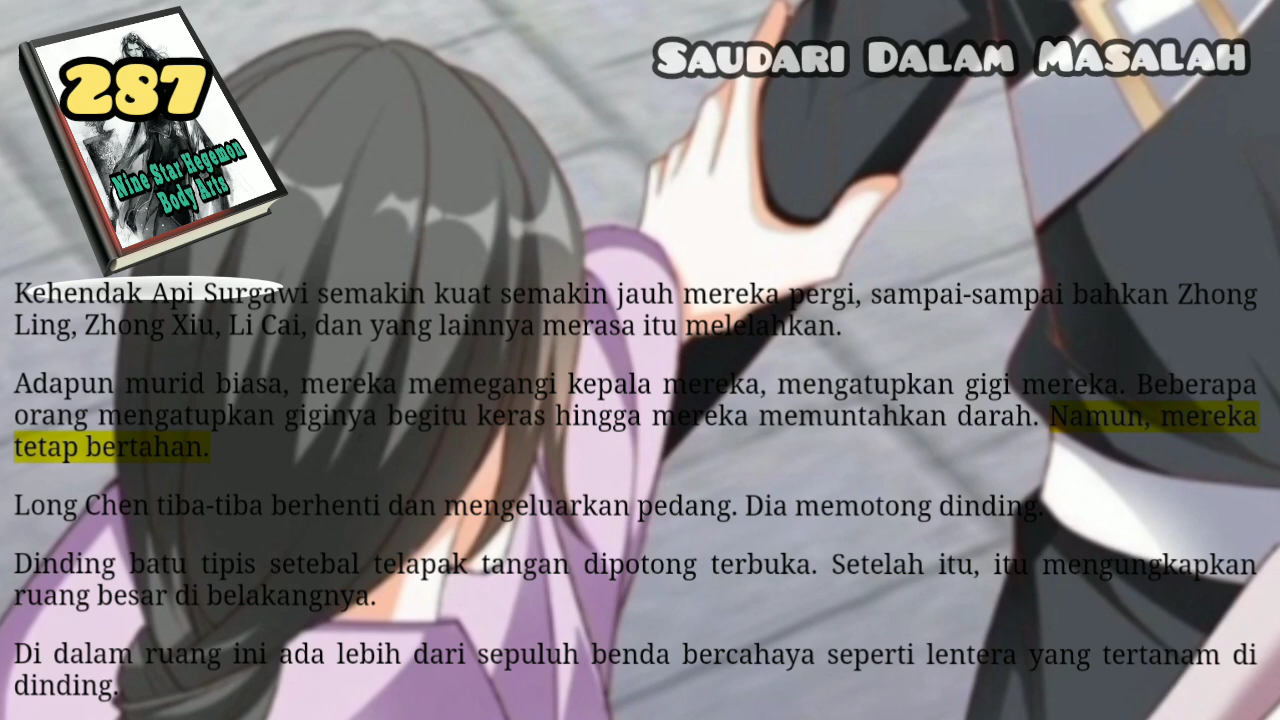 287
Nine Star Hegemon
Body Arts
Saudari Dalam Masalah
Kehendak Api Surgawi semakin kuat semakin jauh mereka pergi, sampai-sampai bahkan Zhong
Ling, Zhong Xiu, Li Cai, dan yang lainnya merasa itu melelahkan.
Adapun murid biasa, mereka memegangi kepala mereka, mengatupkan gigi mereka. Beberapa
orang mengatupkan giginya begitu keras hingga mereka memuntahkan darah. Namun, mereka
tetap bertahan.
Long Chen tiba-tiba berhenti dan mengeluarkan pedang. Dia memotong dinding.
Dinding batu tipis setebal telapak tangan dipotong terbuka. Setelah itu, itu mengungkapkan
ruang besar di belakangnya.
Di dalam ruang ini ada lebih dari sepuluh benda bercahaya seperti lentera yang tertanam di
dinding.